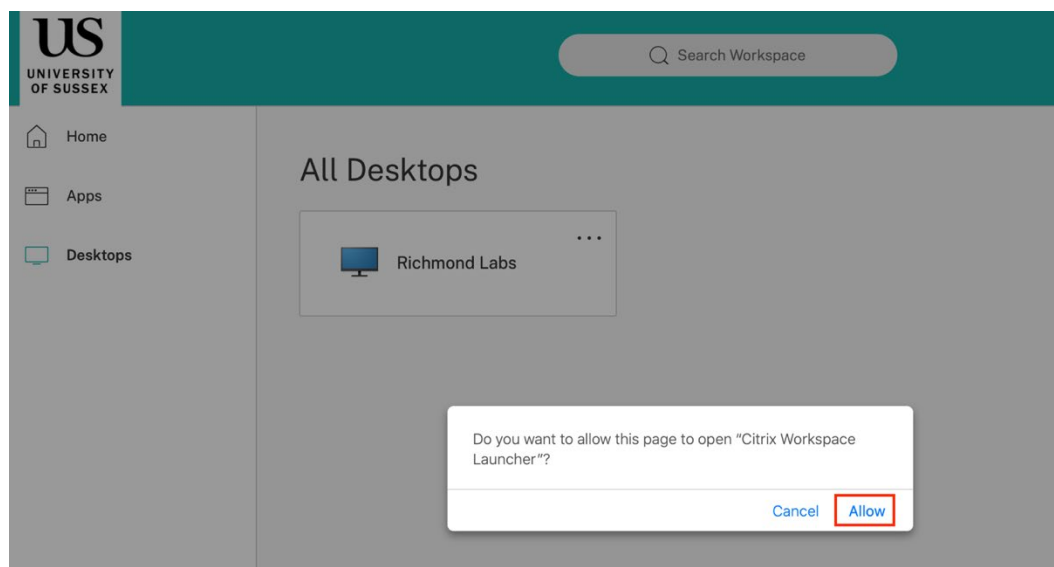 US
UNIVERSITY
OF SUSSEX
Search Workspace
Home
Apps
Desktops
All Desktops
Richmond Labs
Do you want to allow this page to open “Citrix Workspace
Launcher”?
Cancel Allow